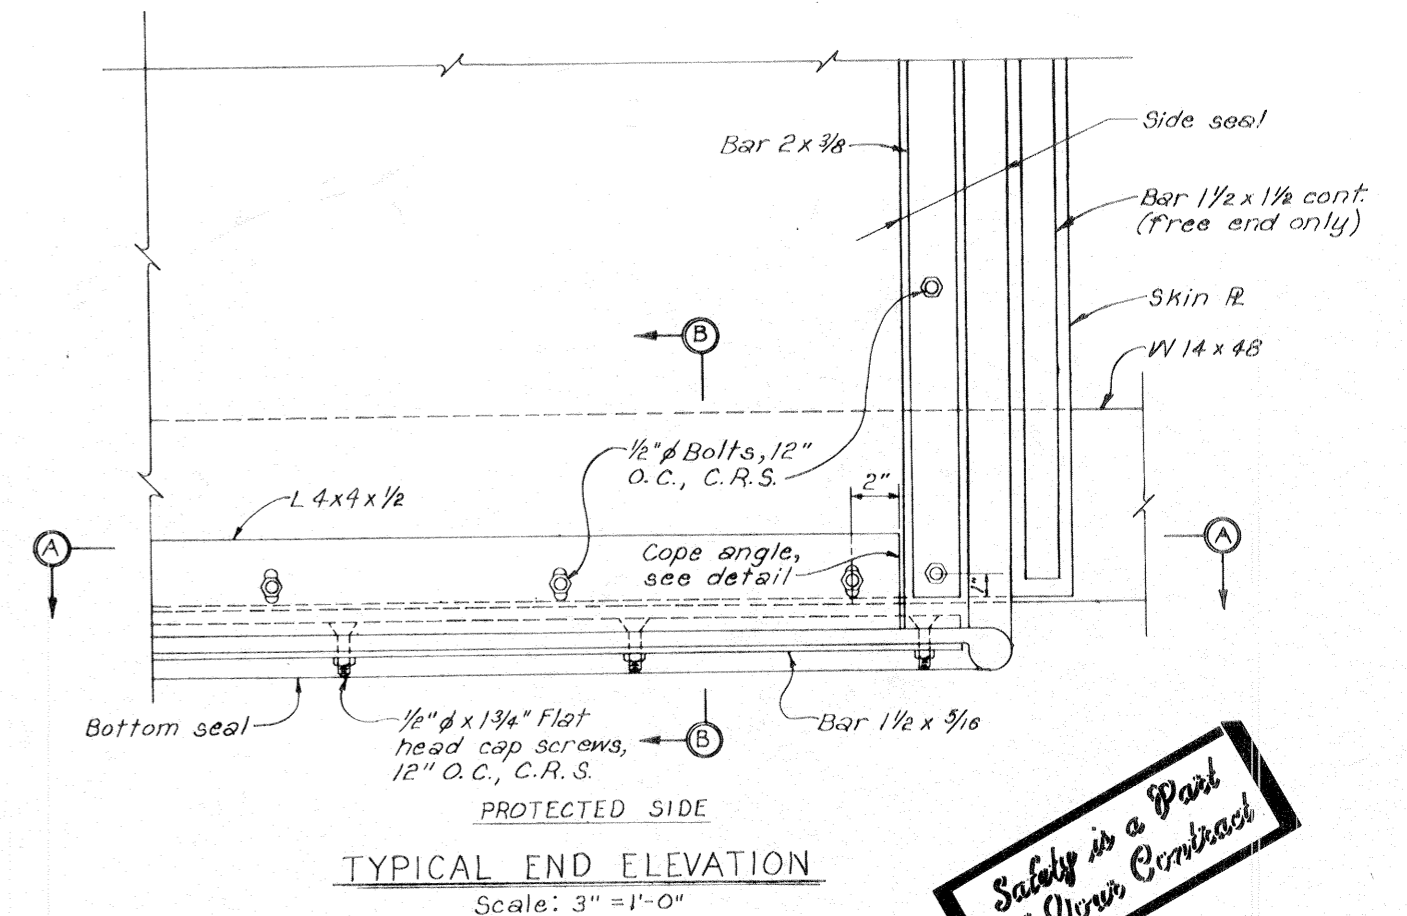 Side seal
Bar 2 x 3/8
Bar 1 1/2 x 1 1/2 cont.
(free end only)
Skin ℄
W 14 x 48
B
1/2" ϕ Bolts, 12"
O.C., C.R.S.
2"
L 4 x 4 x 1/2
A
A
Cope angle,
see detail
1"
Bottom seal
1/2" ϕ x 1 3/4" Flat
head cap screws,
12" O.C., C.R.S.
B
Bar 1 1/2 x 5/16
PROTECTED SIDE
TYPICAL END ELEVATION
Scale: 3" = 1'-0"
Safety is a Part
Your Contract